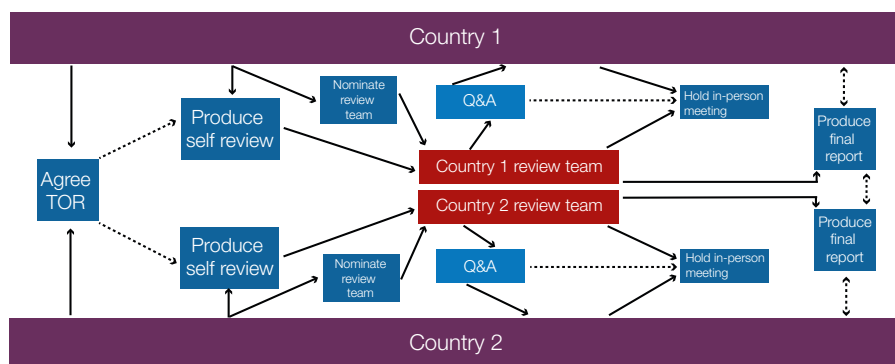 Country 1
Nominate
review
team
Q&A
Hold in-person
meeting
Produce
self review
Produce
final
report
Country 1 review team
Agree
TOR
Country 2 review team
Produce
final
report
Produce
self review
Nominate
review
team
Q&A
Hold in-person
meeting
Country 2